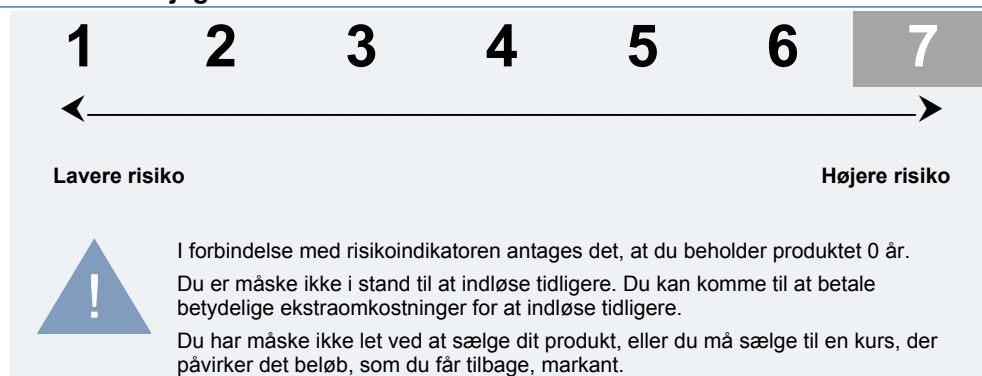 1 2 3 4 5 6 7
Lavere risiko Højere risiko
!
I forbindelse med risikoindikatoren antages det, at du beholder produktet 0 år.
Du er måske ikke i stand til at indløse tidligere. Du kan komme til at betale
betydelige ekstraomkostninger for at indløse tidligere.
Du har måske ikke let ved at sælge dit produkt, eller du må sælge til en kurs, der
påvirker det beløb, som du får tilbage, markant.